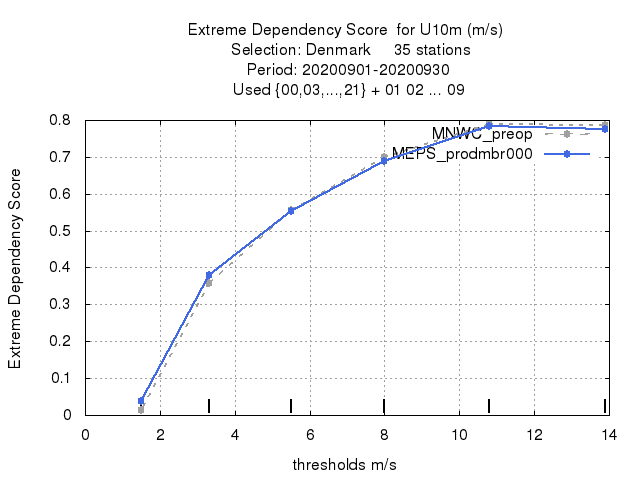 Extreme Dependency Score for U10m (m/s)
Selection: Denmark 35 stations
Period: 20200901-20200930
Used {00,03,...,21} + 01 02 ... 09
MNWC_preop
MEPS_prodmbr000
Extreme Dependency Score
0.8
0.7
0.6
0.5
0.4
0.3
0.2
0.1
0
0 2 4 6 8 10 12 14
thresholds m/s